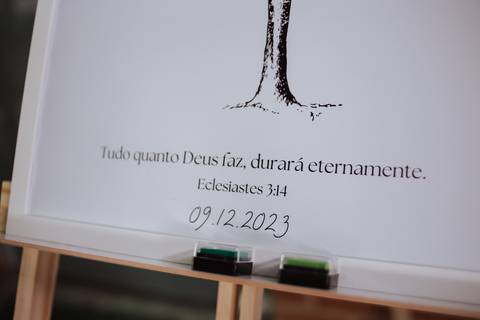 Tudo quanto Deus faz, durará eternamente.
Eclesiastes 3:14
09.12.2023